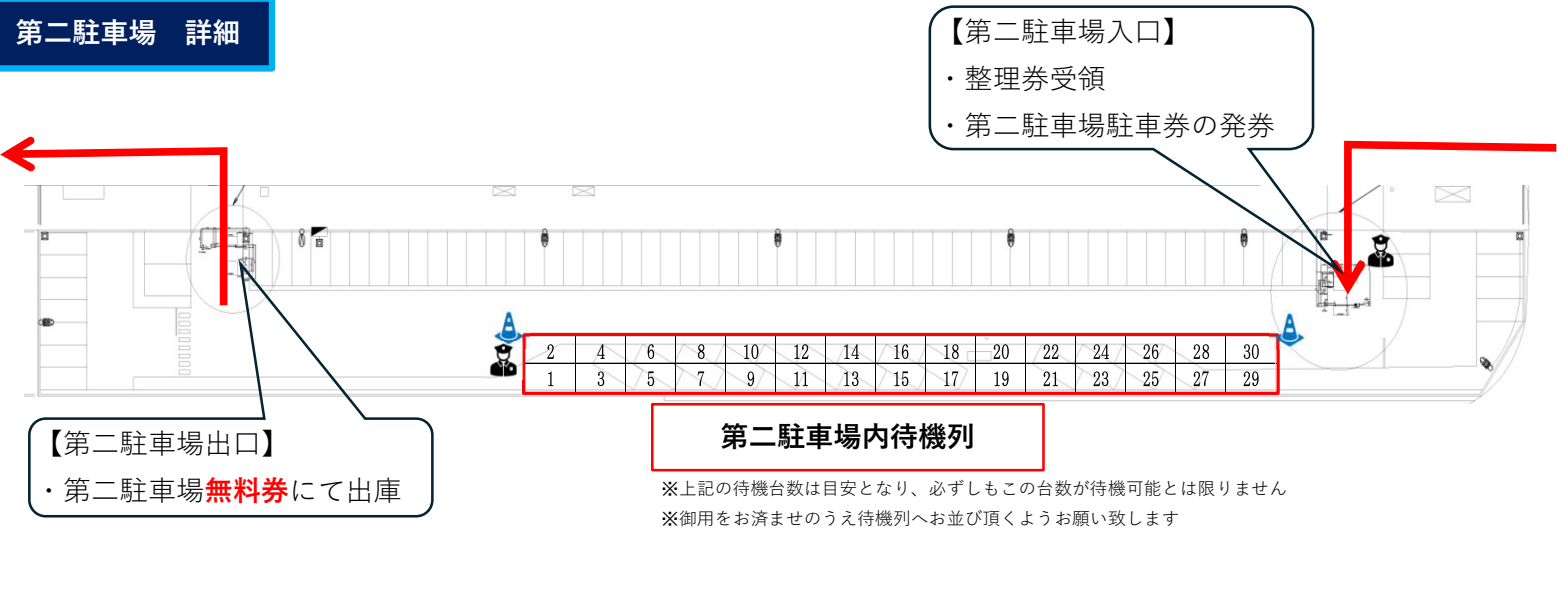 第二駐車場　詳細
【第二駐車場入口】
・整理券受領
・第二駐車場駐車券の発券
2 4 6 8 10 12 14 16 18 20 22 24 26 28 30
1 3 5 7 9 11 13 15 17 19 21 23 25 27 29
【第二駐車場出口】
・第二駐車場無料券にて出庫
第二駐車場内待機列
※上記の待機台数は目安となり、必ずしもこの台数が待機可能とは限りません
※御用をお済ませのうえ待機列へお並び頂くようお願い致します